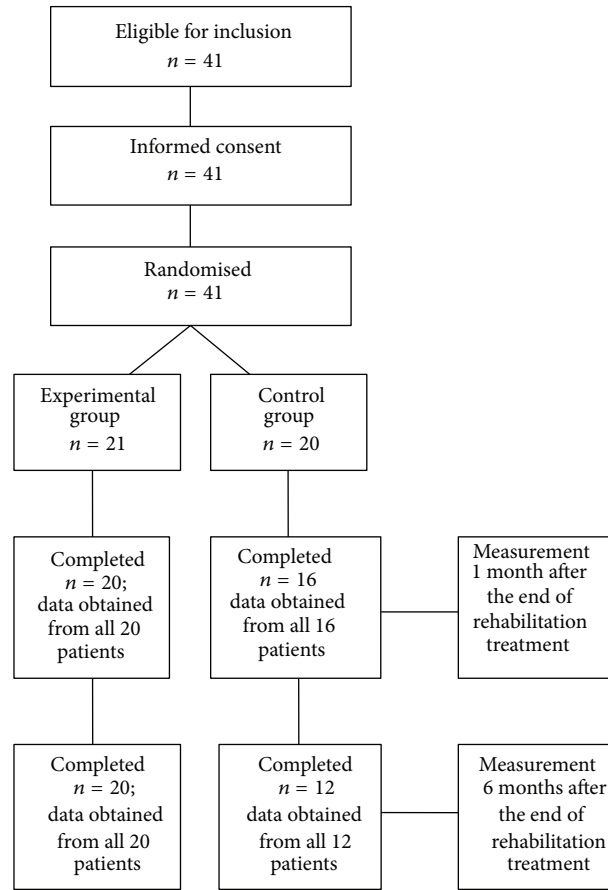 Eligible for inclusion
n = 41
Informed consent
n = 41
Randomised
n = 41
Experimental
group
n = 21
Control
group
n = 20
Completed
n = 20;
data obtained
from all 20
patients
Completed
n = 16
data obtained
from all 16
patients
Measurement
1 month after
the end of
rehabilitation
treatment
Completed
n = 20;
data obtained
from all 20
patients
Completed
n = 12
data obtained
from all 12
patients
Measurement
6 months after
the end of
rehabilitation
treatment